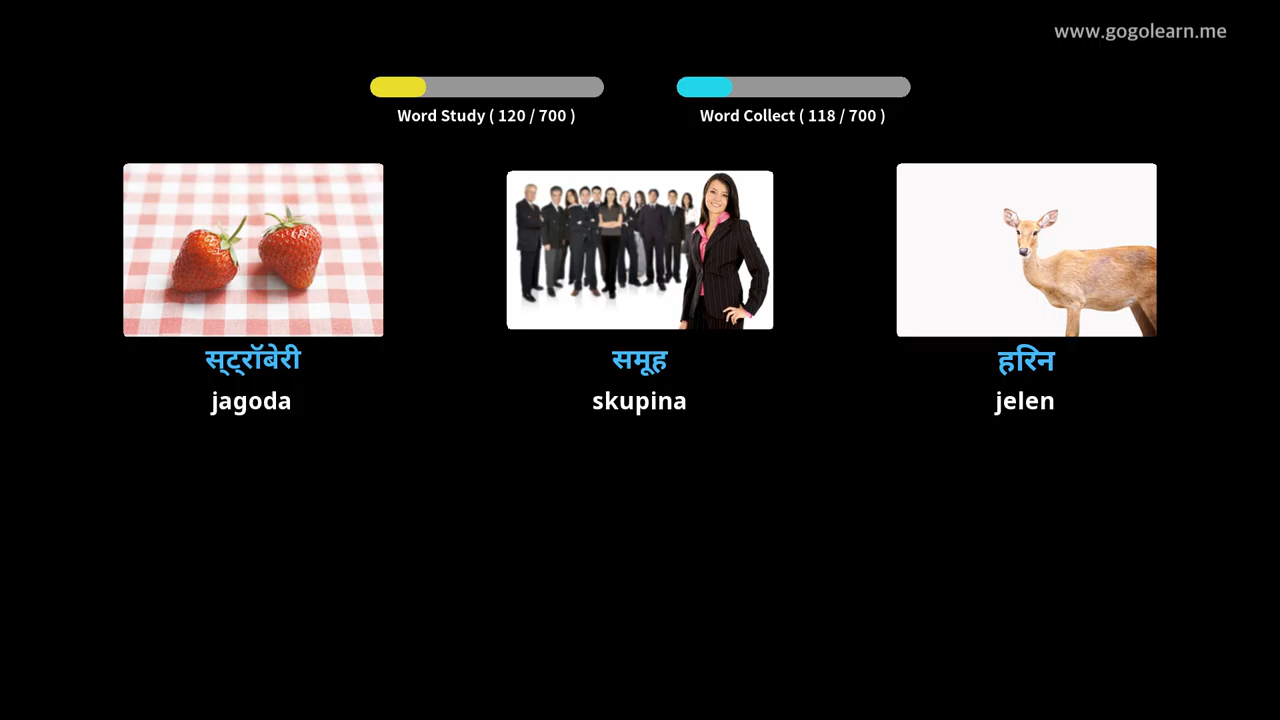 www.gogolearn.me
Word Study ( 120 / 700 )
Word Collect ( 118 / 700 )
स्ट्रॉबेरी
समूह
हरिन
jagoda
skupina
jelen